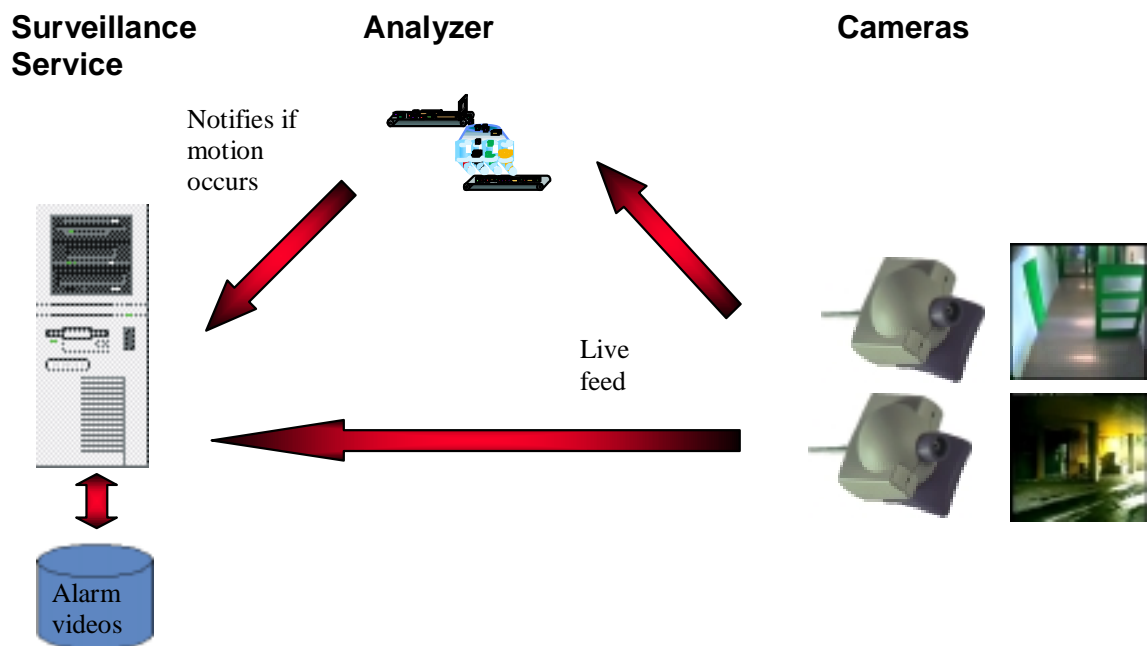 Surveillance
Service
Analyzer
Cameras
Notifies if
motion
occurs
Live
feed
Alarm
videos